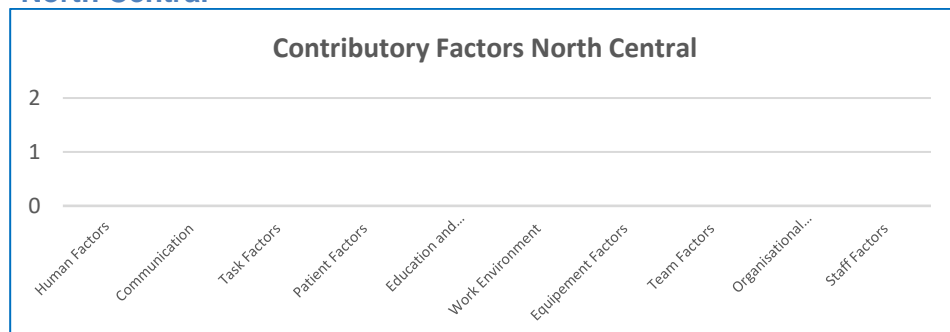 North Central
Contributory Factors North Central
2
1
0
Human Factors
Communication
Task Factors
Patient Factors
Education and...
Work Environment
Equipement Factors
Team Factors
Organisational...
Staff Factors